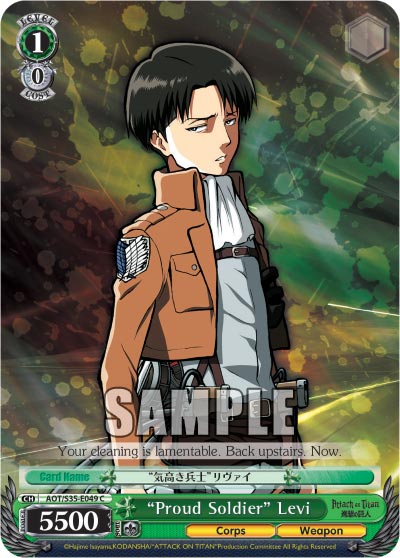 LEVEL
1
0
COST
SAMPLE
Your cleaning is lamentable. Back upstairs. Now.
Card Name
“気高き兵士”リヴァイ
CH
AOT/S35-E049 C
“Proud Soldier” Levi
Attack on Titan
進撃の巨人
POWER
5500
SOUL
Corps
Weapon
©Hajime Isayama,KODANSHA/"ATTACK ON TITAN"Production Committee All Rights Reserved.